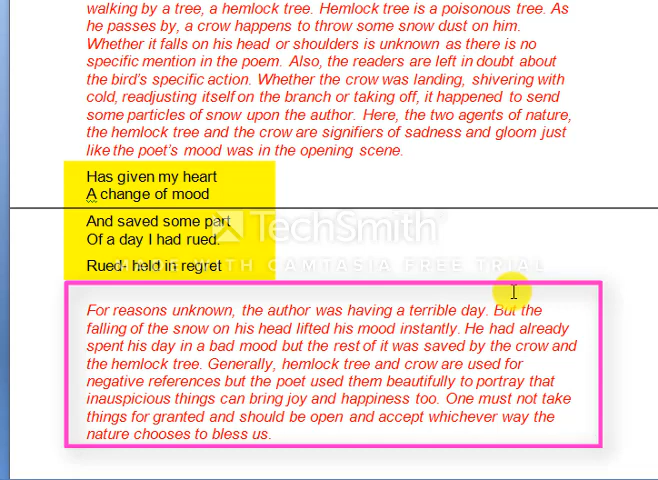 walking by a tree, a hemlock tree. Hemlock tree is a poisonous tree. As
he passes by, a crow happens to throw some snow dust on him.
Whether it falls on his head or shoulders is unknown as there is no
specific mention in the poem. Also, the readers are left in doubt about
the bird's specific action. Whether the crow was landing, shivering with
cold, readjusting itself on the branch or taking off, it happened to send
some particles of snow upon the author. Here, the two agents of nature,
the hemlock tree and the crow are signifiers of sadness and gloom just
like the poet's mood was in the opening scene.
Has given my heart
A change of mood
And saved some part
Of a day I had rued.
TechSmith
Rued- held in regret
MADE WITH CAMTASIA FREE TRIAL
For reasons unknown, the author was having a terrible day. But the
falling of the snow on his head lifted his mood instantly. He had already
spent his day in a bad mood but the rest of it was saved by the crow and
the hemlock tree. Generally, hemlock tree and crow are used for
negative references but the poet used them beautifully to portray that
inauspicious things can bring joy and happiness too. One must not take
things for granted and should be open and accept whichever way the
nature chooses to bless us.